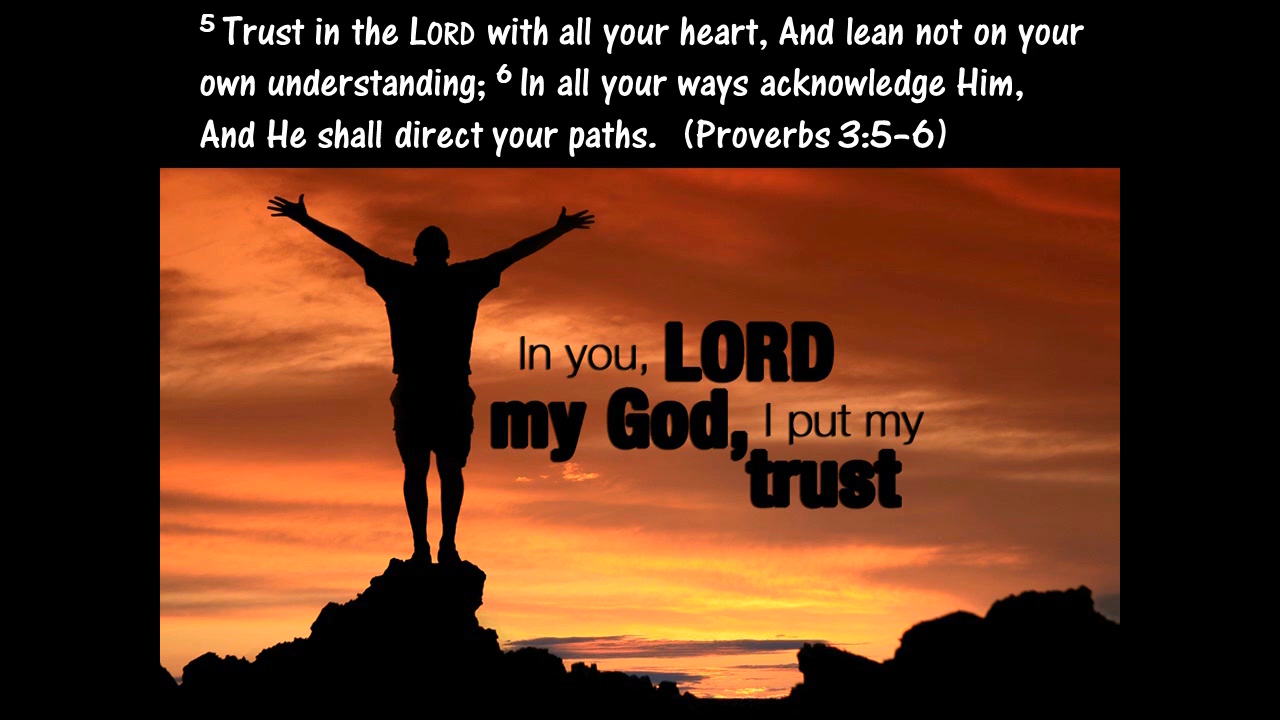 ⁵ Trust in the LORD with all your heart, And lean not on your
own understanding; ⁶ In all your ways acknowledge Him,
And He shall direct your paths. (Proverbs 3:5-6)
In you, LORD
my God, I put my
trust